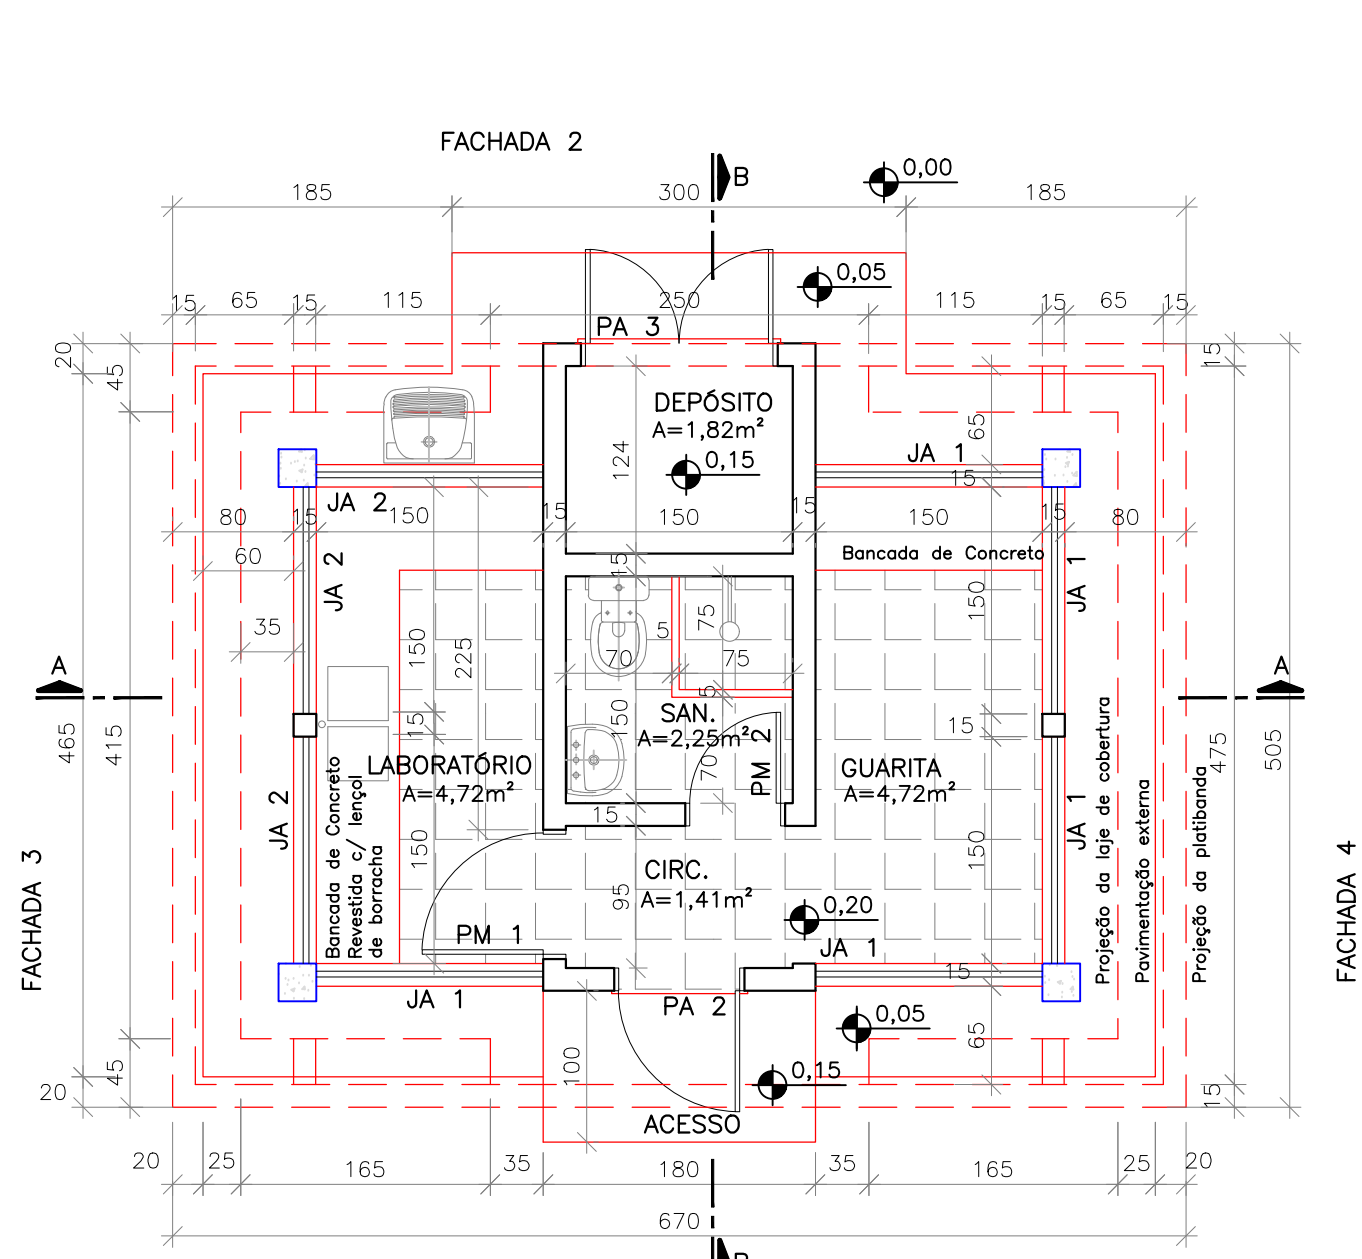 FACHADA 2
B
0,00
185
300
185
0,05
15
65
15
115
250
115
15
65
15
PA 3
20
45
15
DEPÓSITO
A=1,82m²
0,15
124
65
JA 1
15
JA 2
80
15
150
15
150
15
150
15
80
60
JA 2
15
Bancada de Concreto
JA 1
150
35
150
225
5
75
70
75
A
A
5
15
150
SAN.
A=2,25m²
15
PM 2
70
465
415
475
505
LABORATÓRIO
A=4,72m²
GUARITA
A=4,72m²
JA 2
Bancada de Concreto
Revestida c/ lençol
de borracha
150
15
150
JA 1
Projeção da laje de cobertura
Pavimentação externa
Projeção da platibanda
FACHADA 3
FACHADA 4
CIRC.
A=1,41m²
95
0,20
PM 1
JA 1
JA 1
15
PA 2
0,05
65
100
0,15
20
45
15
ACESSO
20
25
165
35
180
35
165
25
20
670
B